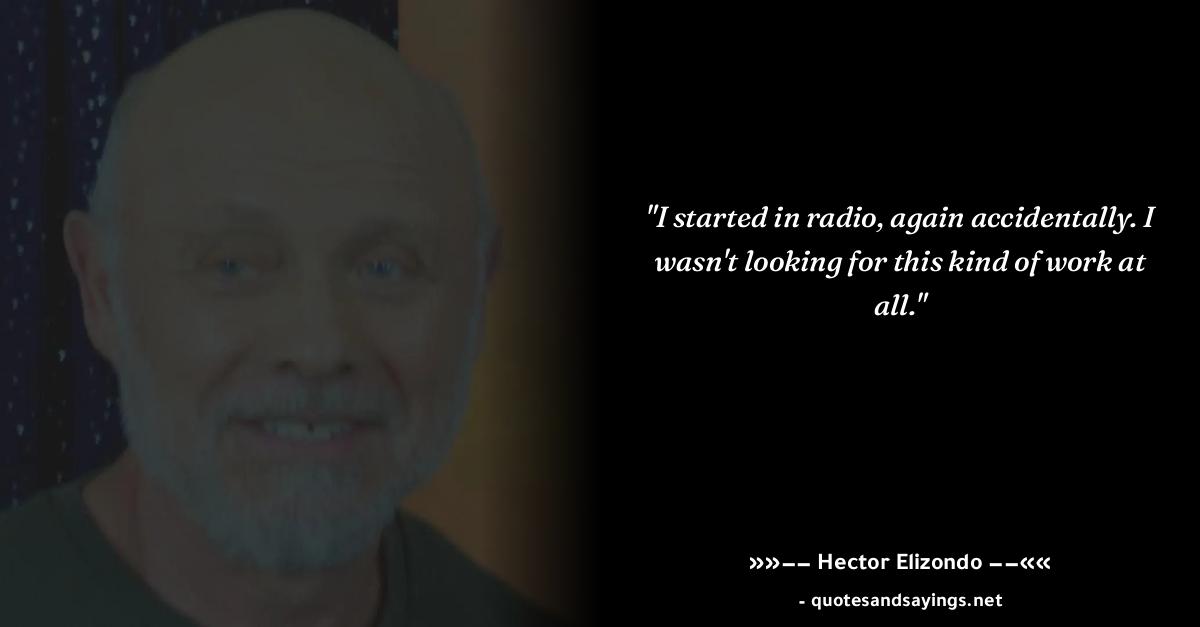 "I started in radio, again accidentally. I
wasn't looking for this kind of work at
all."
»»−− Hector Elizondo −−««
- quotesandsayings.net